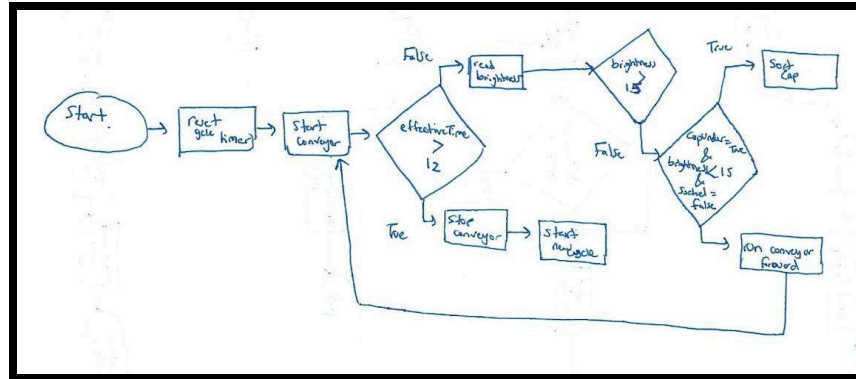 Start.
reset
cycle timer
Start
conveyor
effectiveTime
>
12
False
read
brightness
brightness
>
15
True
Sort
Cap
False
capUnder = True
&
brightness < 15
&
= False
True
Stop
conveyor
Start
new cycle
run conveyor
forward